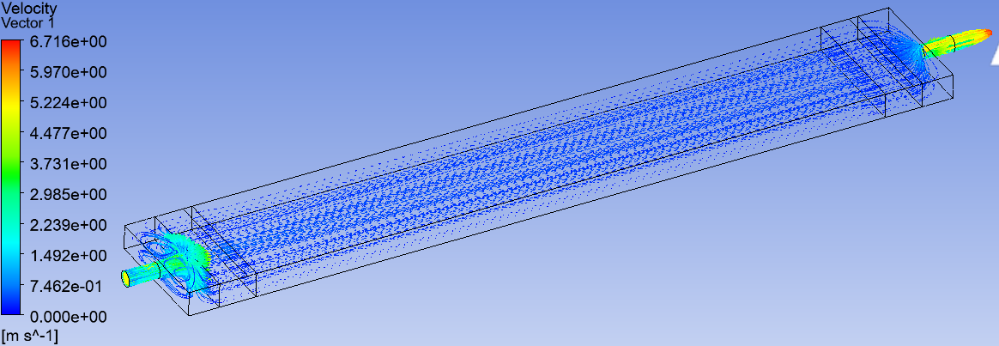 Velocity
Vector 1
6.716e+00
5.970e+00
5.224e+00
4.477e+00
3.731e+00
2.985e+00
2.239e+00
1.492e+00
7.462e-01
0.000e+00
[m s^-1]